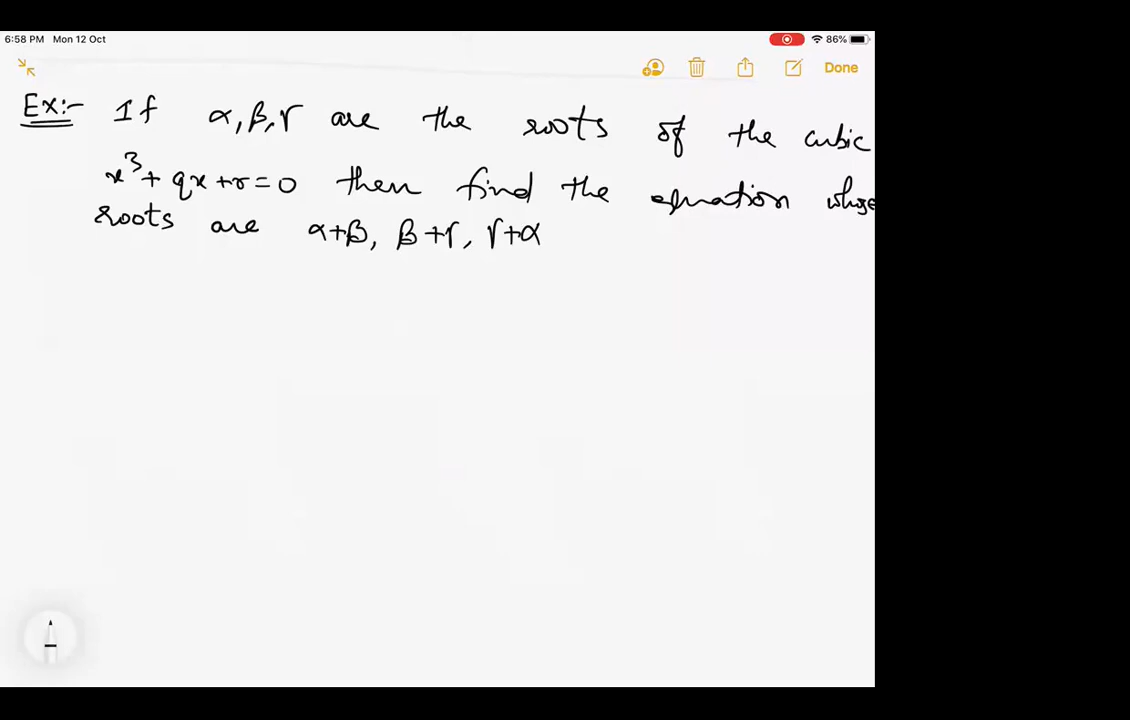 6:58 PM Mon 12 Oct
86%
Done
Ex:- If α, β, γ are the roots of the cubic
x³ + qx + r = 0 then find the equation whose
roots are α+β, β+γ, γ+α